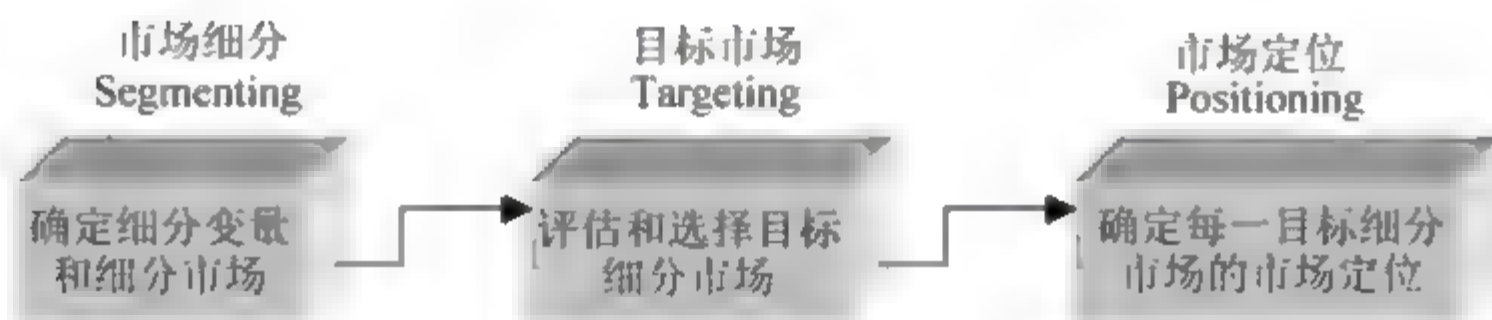 市场细分
Segmenting
目标市场
Targeting
市场定位
Positioning
确定细分变量
和细分市场
评估和选择目标
细分市场
确定每一目标细分
市场的市场定位